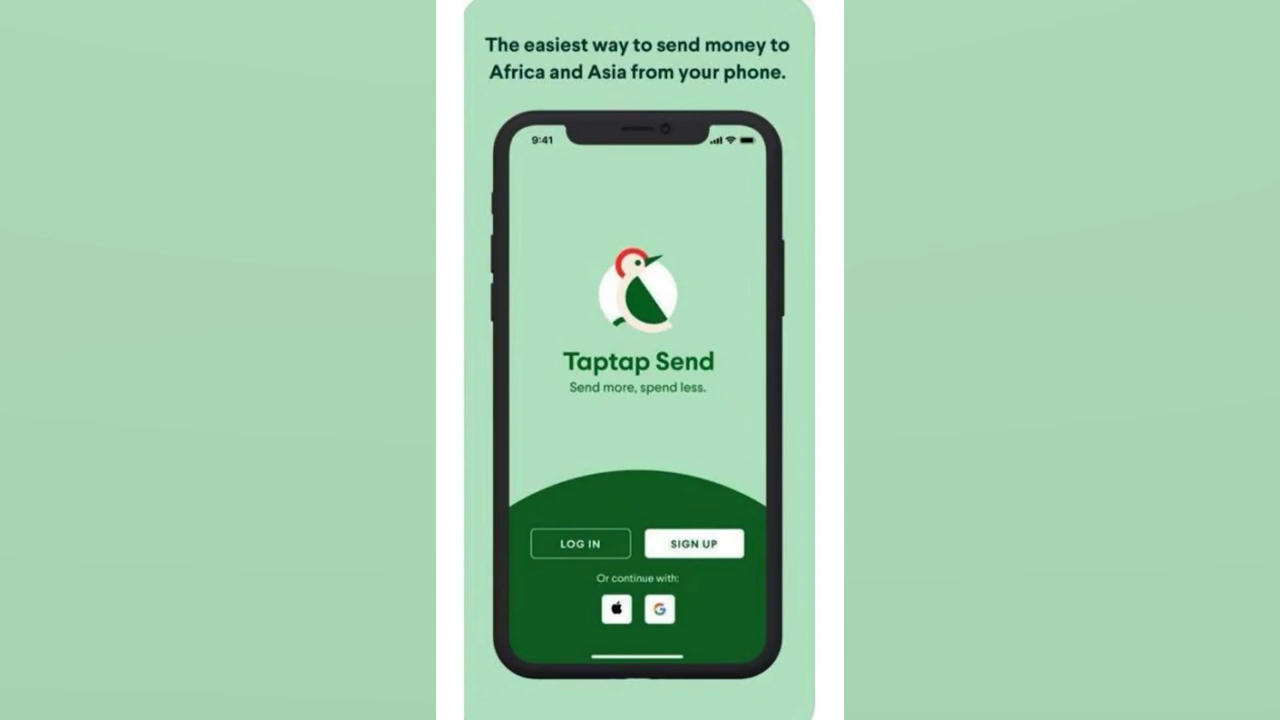 The easiest way to send money to
Africa and Asia from your phone.
9:41
Taptap Send
Send more, spend less.
LOG IN
SIGN UP
Or continue with: